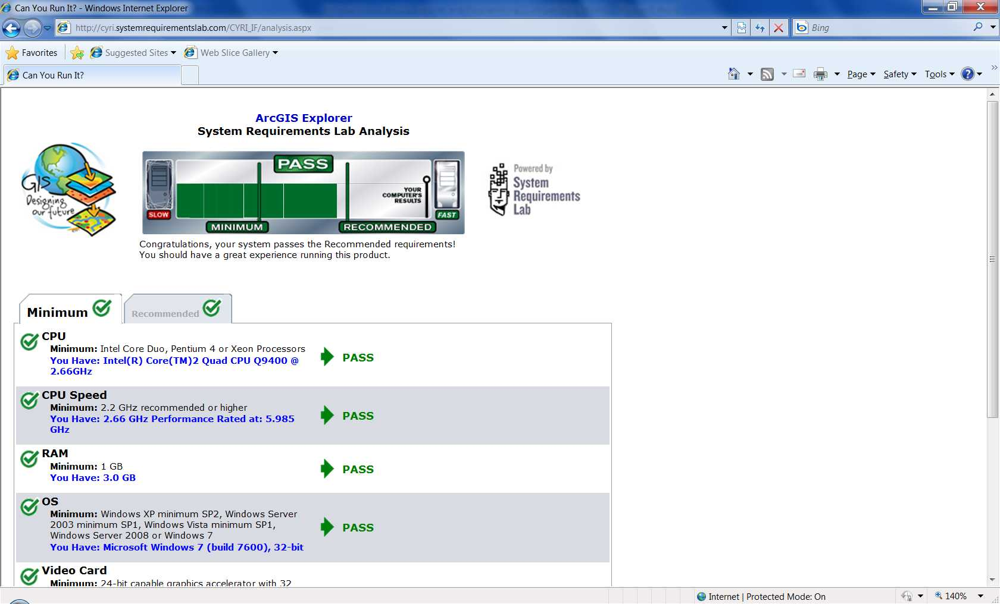 Can You Run It? - Windows Internet Explorer
http://cyri.systemrequirementslab.com/CYRI_IF/analysis.aspx
Bing
Favorites
Suggested Sites
Web Slice Gallery
Can You Run It?
Page
Safety
Tools
ArcGIS Explorer
System Requirements Lab Analysis
GIS
Designing
our future
PASS
YOUR
COMPUTER'S
RESULTS
SLOW
FAST
MINIMUM
RECOMMENDED
Powered by
System
Requirements
Lab
Congratulations, your system passes the Recommended requirements!
You should have a great experience running this product.
Minimum
Recommended
CPU
Minimum: Intel Core Duo, Pentium 4 or Xeon Processors
You Have: Intel(R) Core(TM)2 Quad CPU Q9400 @
2.66GHz
PASS
CPU Speed
Minimum: 2.2 GHz recommended or higher
You Have: 2.66 GHz Performance Rated at: 5.985
GHz
PASS
RAM
Minimum: 1 GB
You Have: 3.0 GB
PASS
OS
Minimum: Windows XP minimum SP2, Windows Server
2003 minimum SP1, Windows Vista minimum SP1,
Windows Server 2008 or Windows 7
You Have: Microsoft Windows 7 (build 7600), 32-bit
PASS
Video Card
Minimum: 24-bit capable graphics accelerator with 32
Internet | Protected Mode: On
140%